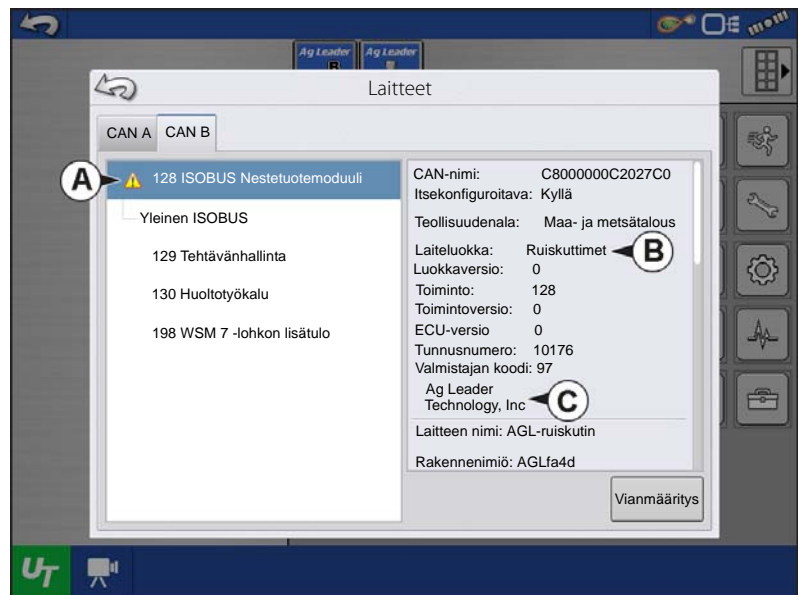 Ag Leader Ag Leader
B
Laitteet
CAN A CAN B
A
128 ISOBUS Nestetuotemoduuli
Yleinen ISOBUS
129 Tehtävänhallinta
130 Huoltotyökalu
198 WSM 7 -lohkon lisätulo
CAN-nimi: C8000000C2027C0
Itsekonfiguroitava: Kyllä
Teollisuudenala: Maa- ja metsätalous
Laiteluokka: Ruiskuttimet B
Luokkaversio: 0
Toiminto: 128
Toimintoversio: 0
ECU-versio 0
Tunnusnumero: 10176
Valmistajan koodi: 97
Ag Leader
Technology, Inc C
Laitteen nimi: AGL-ruiskutin
Rakennenimiö: AGLfa4d
Vianmääritys
UT